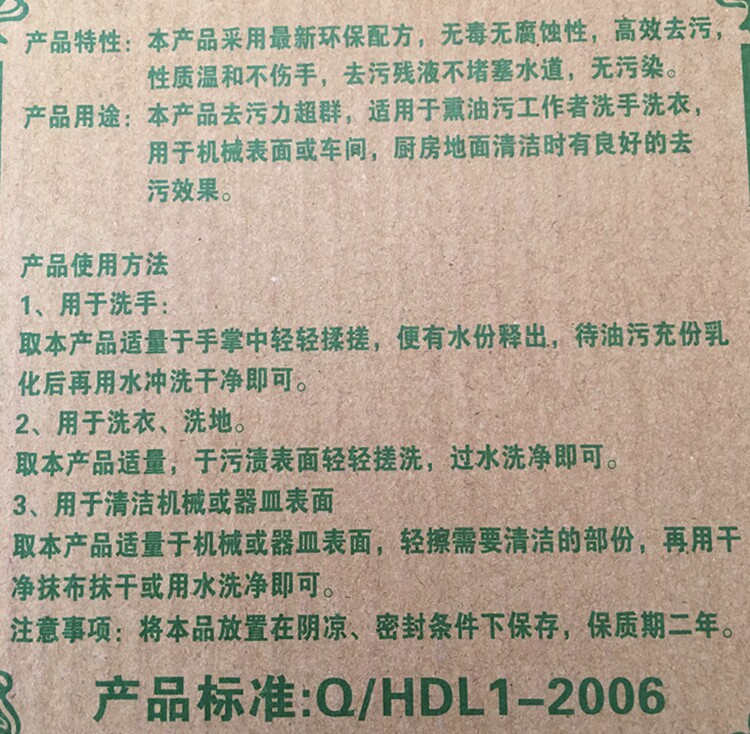 产品特性：本产品采用最新环保配方，无毒无腐蚀性，高效去污，
性质温和不伤手，去污残液不堵塞水道，无污染。
产品用途：本产品去污力超群，适用于熏油污工作者洗手洗衣，
用于机械表面或车间，厨房地面清洁时有良好的去
污效果。
产品使用方法
1、用于洗手：
取本产品适量于手掌中轻轻揉搓，便有水份释出，待油污充份乳
化后再用水冲洗干净即可。
2、用于洗衣、洗地。
取本产品适量，于污渍表面轻轻搓洗，过水洗净即可。
3、用于清洁机械或器皿表面
取本产品适量于机械或器皿表面，轻擦需要清洁的部份，再用干
净抹布抹干或用水洗净即可。
注意事项：将本品放置在阴凉、密封条件下保存，保质期二年。
产品标准:Q/HDL1-2006